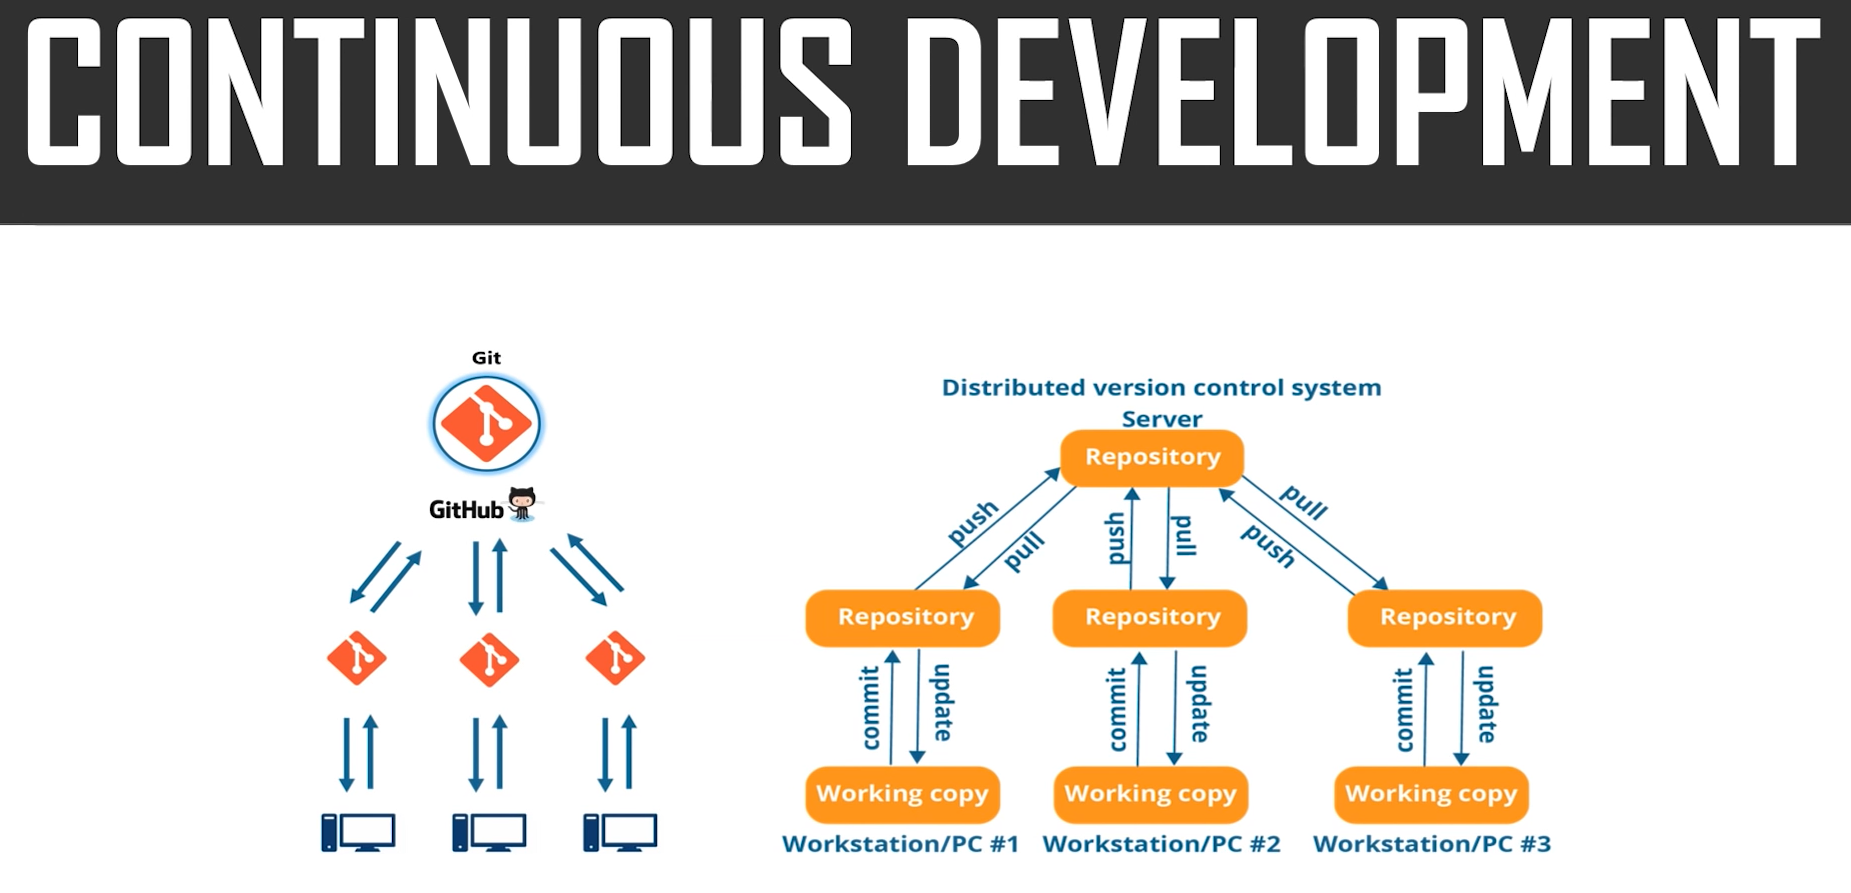 CONTINUOUS DEVELOPMENT
Git
GitHub
Distributed version control system
Server
Repository
push
pull
push
pull
push
pull
Repository
Repository
Repository
commit
update
commit
update
commit
update
Working copy
Working copy
Working copy
Workstation/PC #1
Workstation/PC #2
Workstation/PC #3